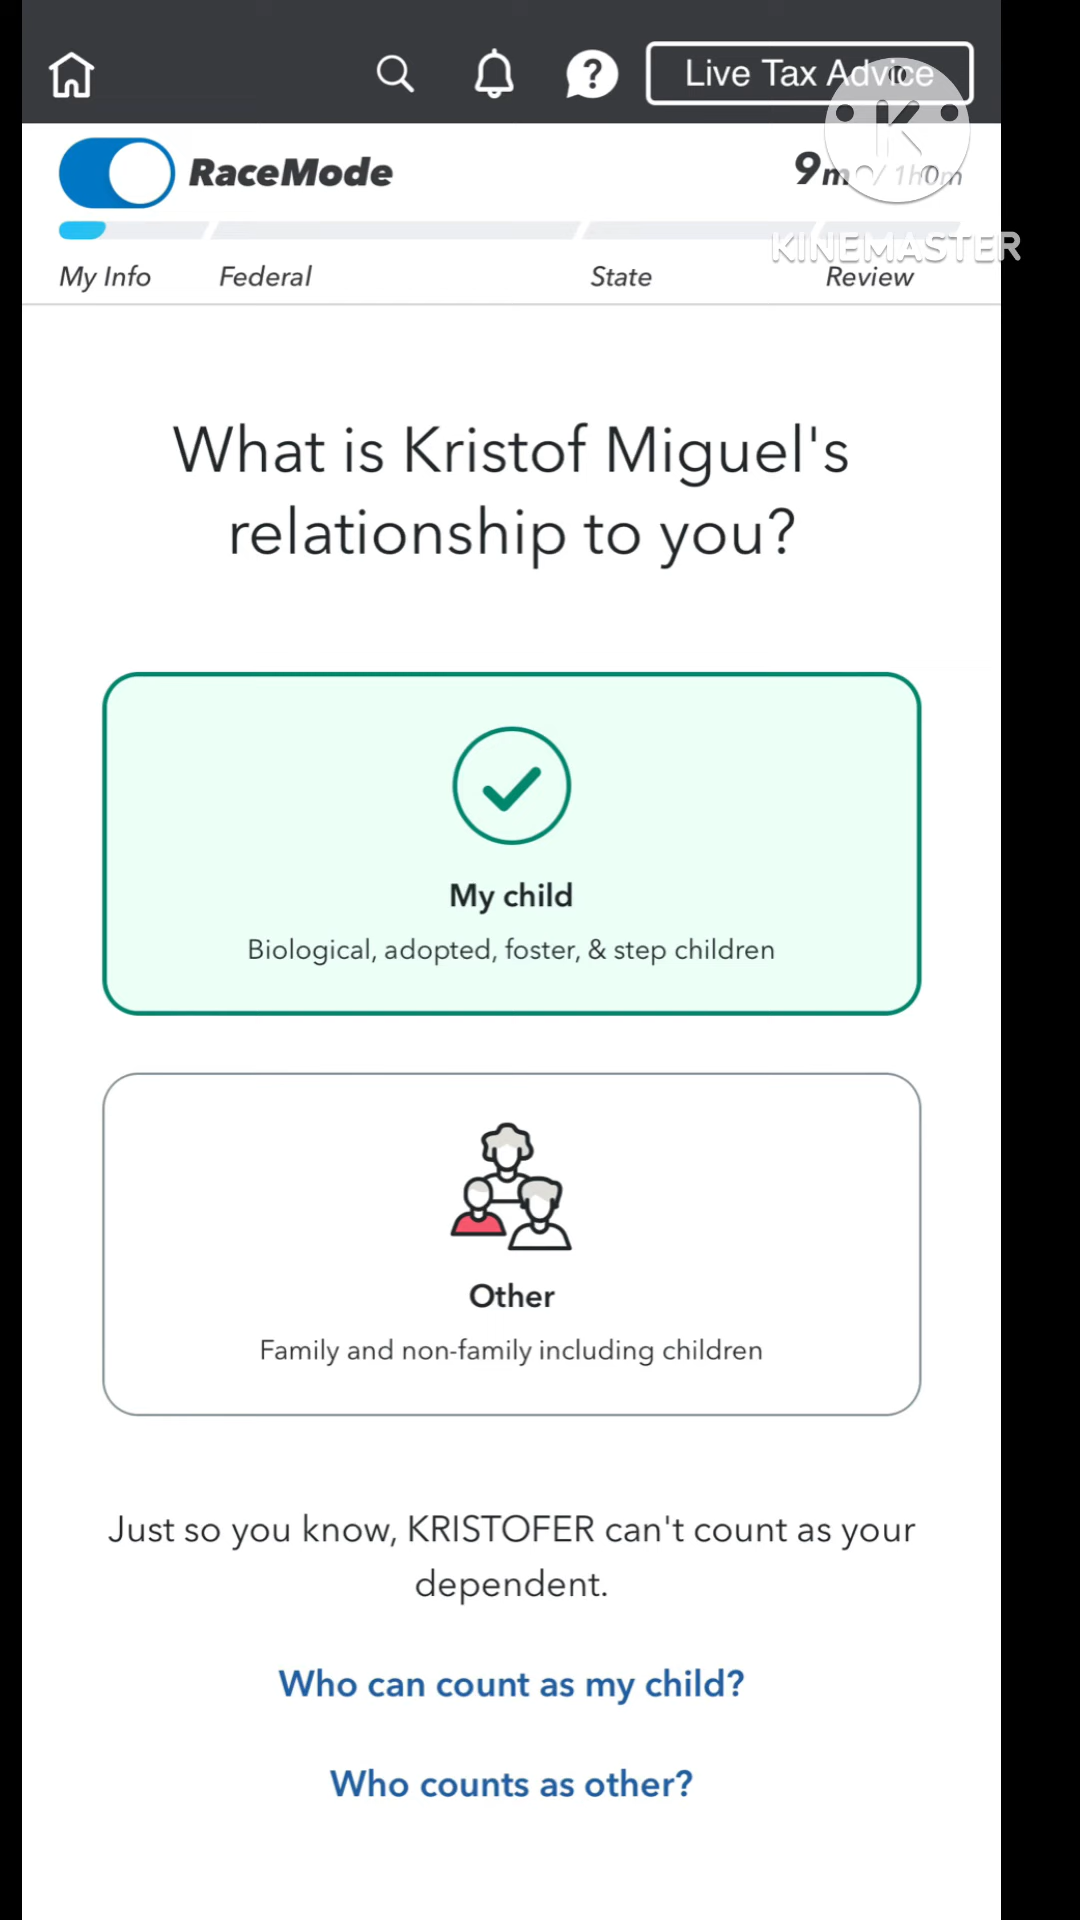 Live Tax Advice
RaceMode
9m / 1h0m
KINEMASTER
My Info
Federal
State
Review
What is Kristof Miguel's
relationship to you?
My child
Biological, adopted, foster, & step children
Other
Family and non-family including children
Just so you know, KRISTOFER can't count as your
dependent.
Who can count as my child?
Who counts as other?